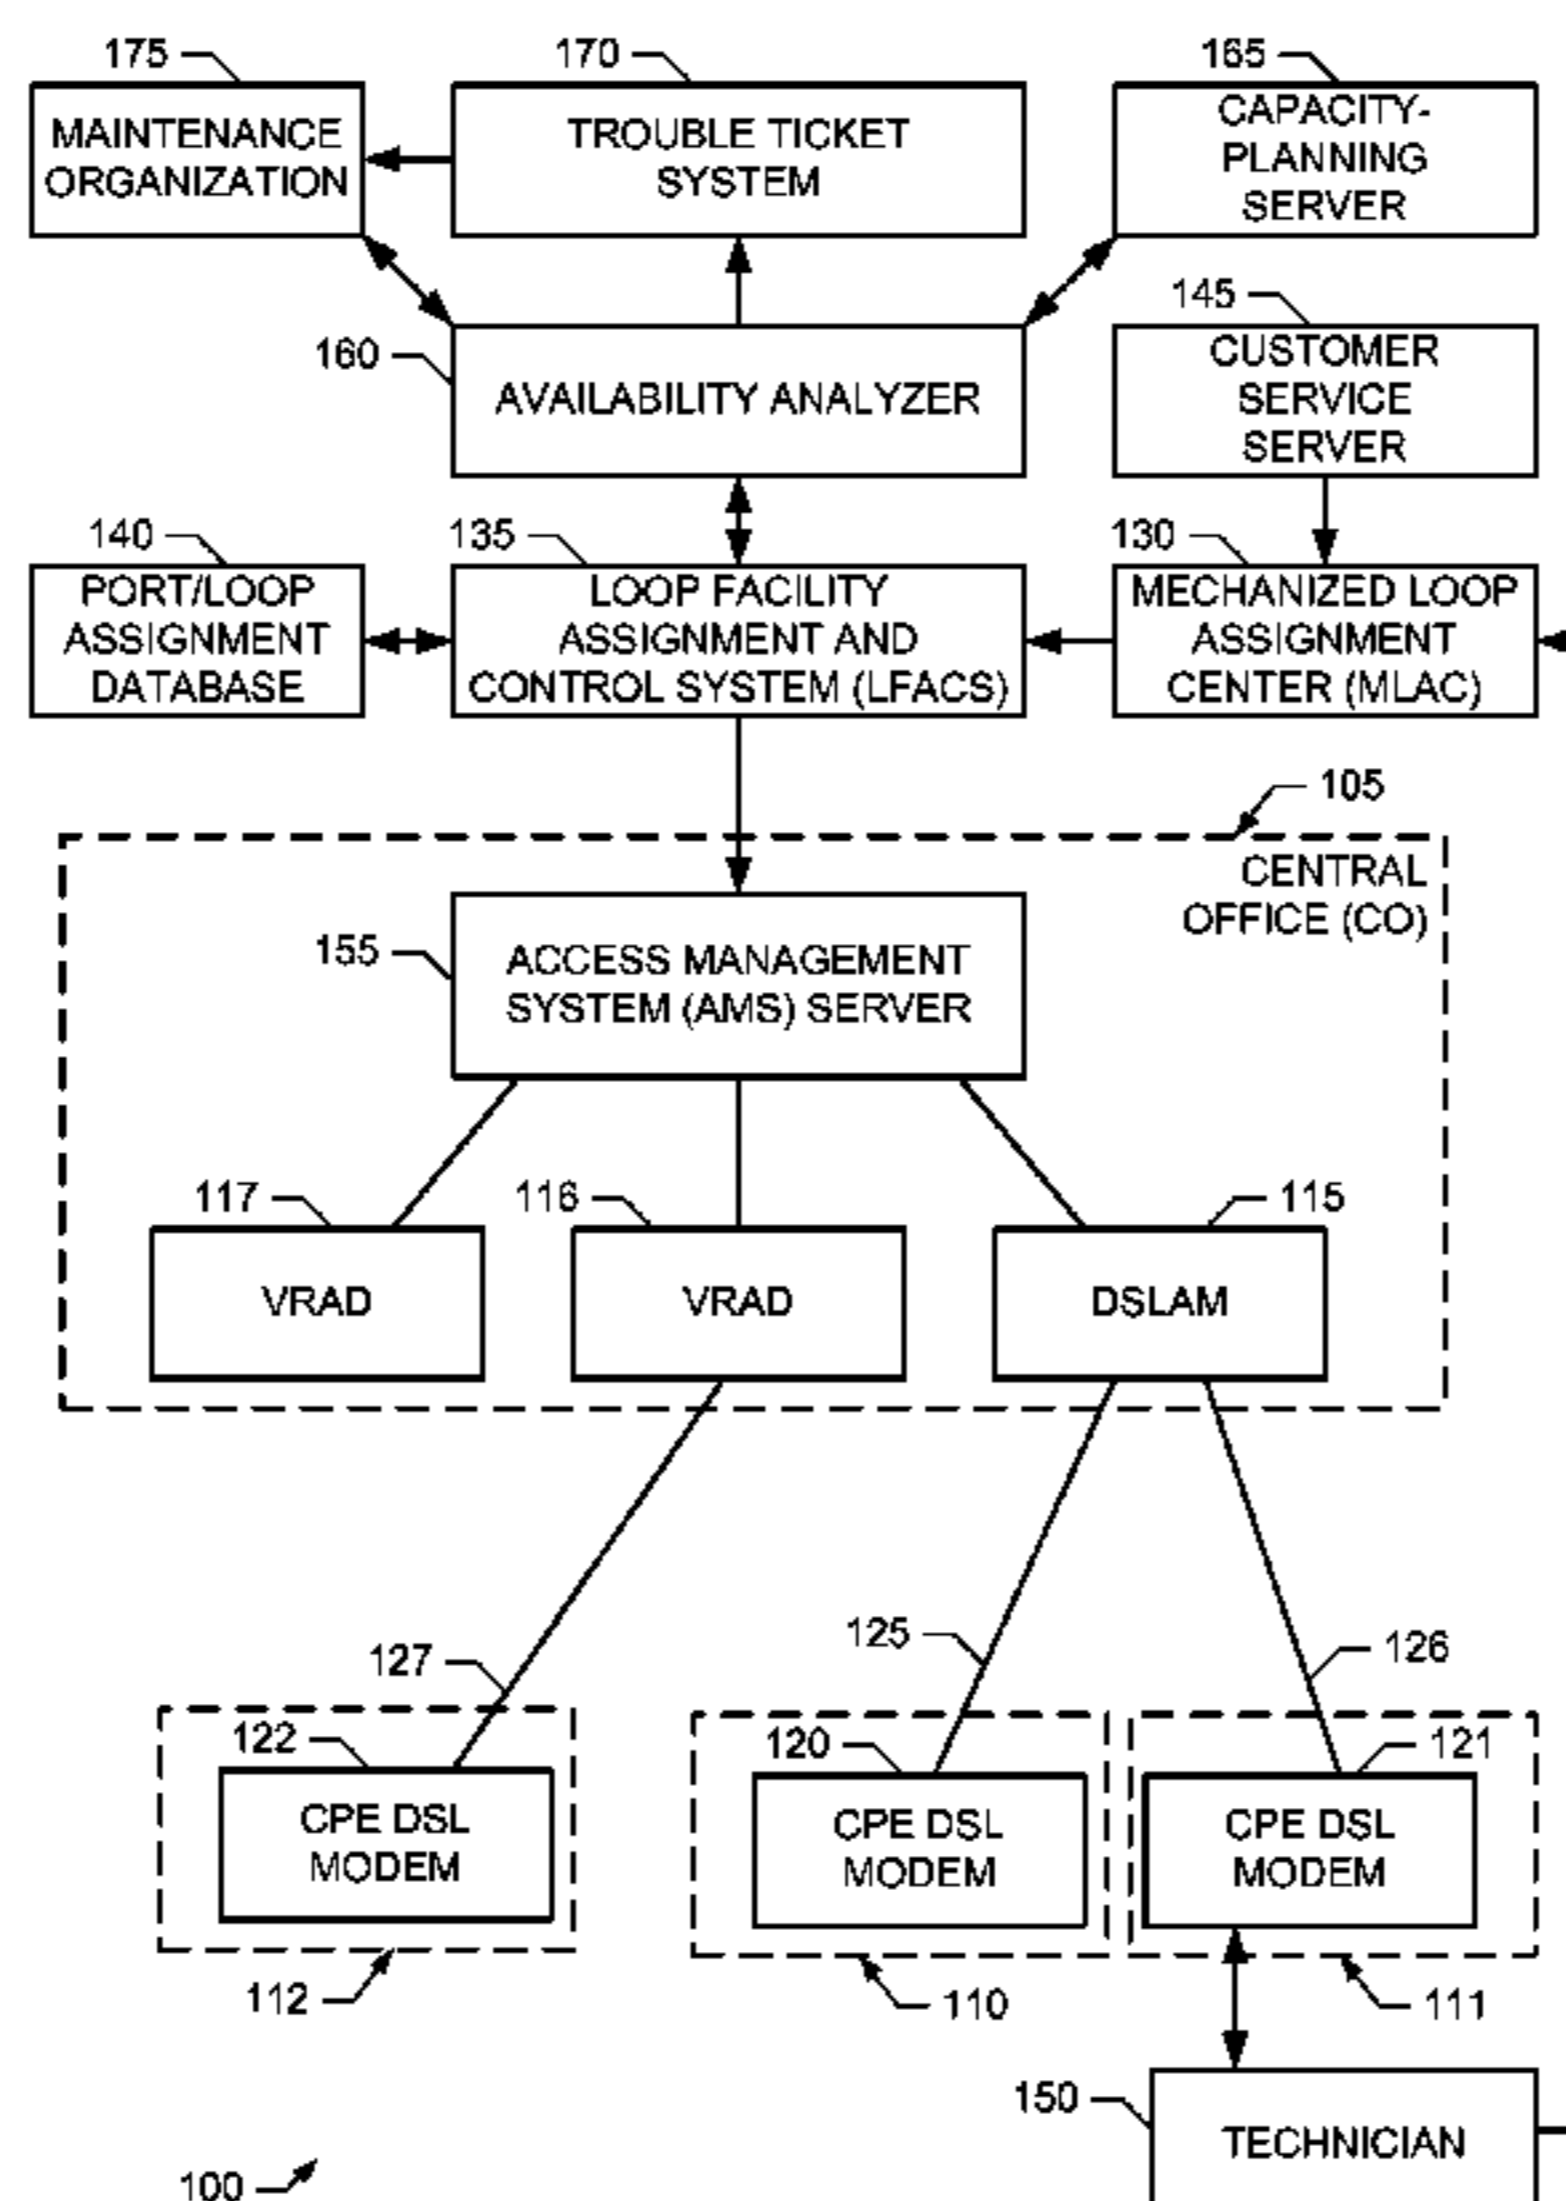 175
170
165
MAINTENANCE
ORGANIZATION
TROUBLE TICKET
SYSTEM
CAPACITY-
PLANNING
SERVER
145
160
AVAILABILITY ANALYZER
CUSTOMER
SERVICE
SERVER
140
135
130
PORT/LOOP
ASSIGNMENT
DATABASE
LOOP FACILITY
ASSIGNMENT AND
CONTROL SYSTEM (LFACS)
MECHANIZED LOOP
ASSIGNMENT
CENTER (MLAC)
105
CENTRAL
OFFICE (CO)
155
ACCESS MANAGEMENT
SYSTEM (AMS) SERVER
117
116
115
VRAD
VRAD
DSLAM
127
125
126
122
120
121
CPE DSL
MODEM
CPE DSL
MODEM
CPE DSL
MODEM
112
110
111
150
TECHNICIAN
100